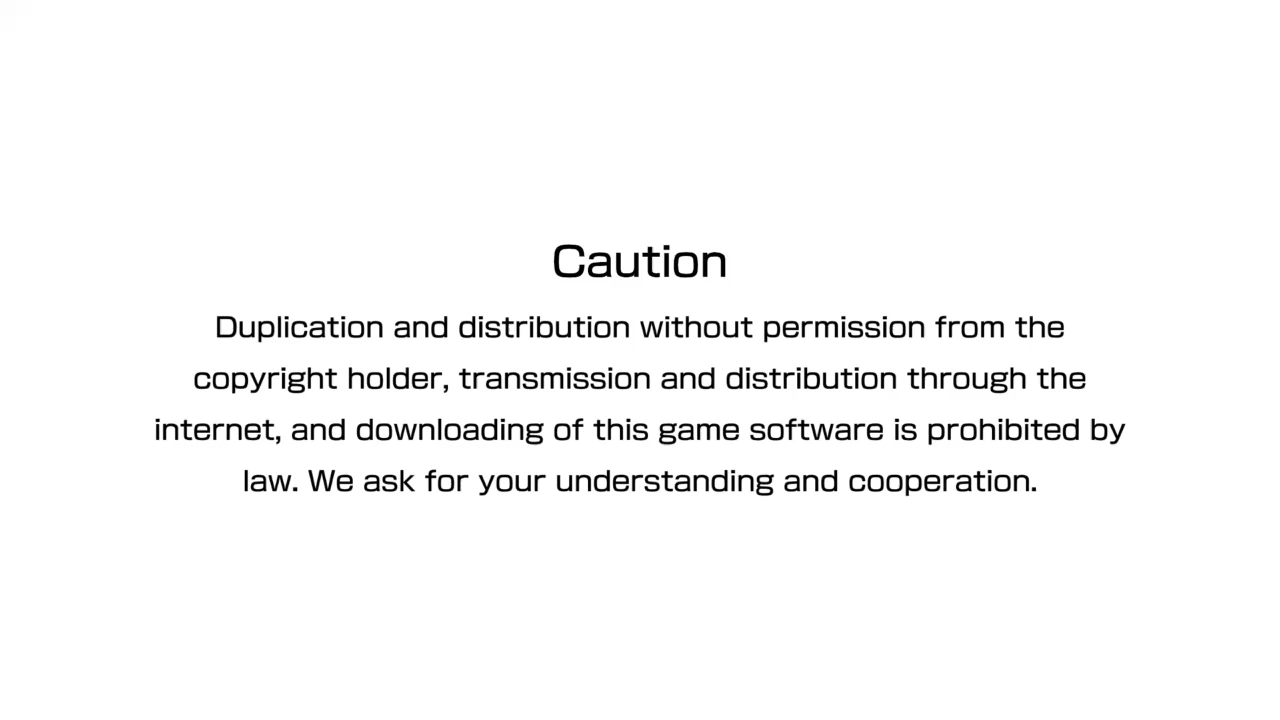 Caution
Duplication and distribution without permission from the
copyright holder, transmission and distribution through the
internet, and downloading of this game software is prohibited by
law. We ask for your understanding and cooperation.